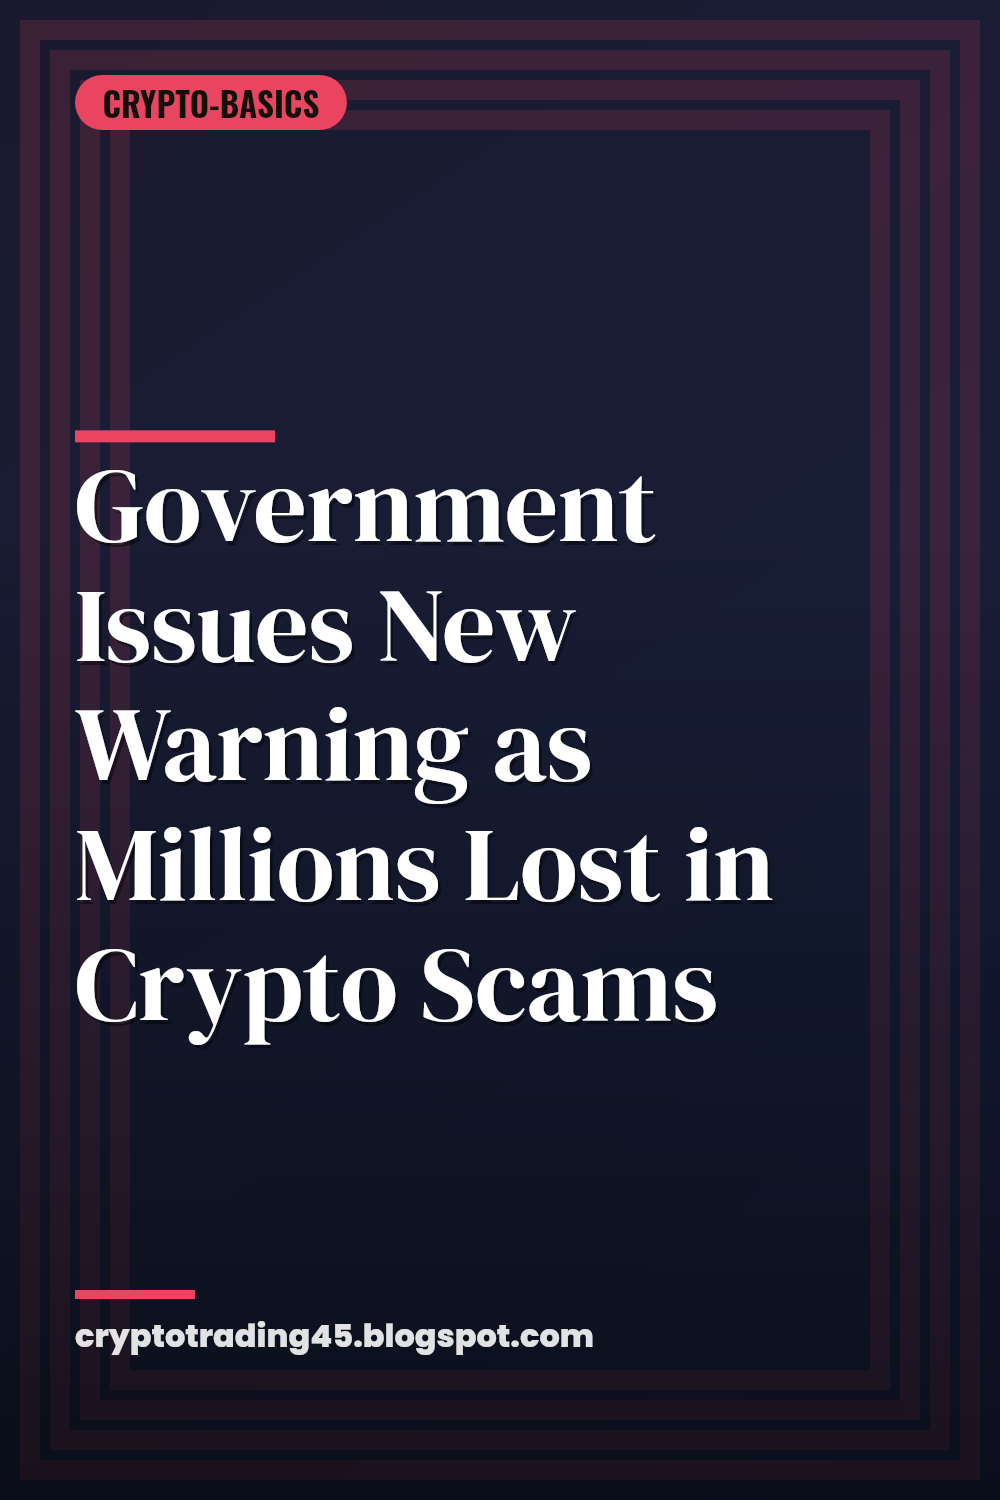 CRYPTO-BASICS
Government
Issues New
Warning as
Millions Lost in
Crypto Scams
cryptotrading45.blogspot.com